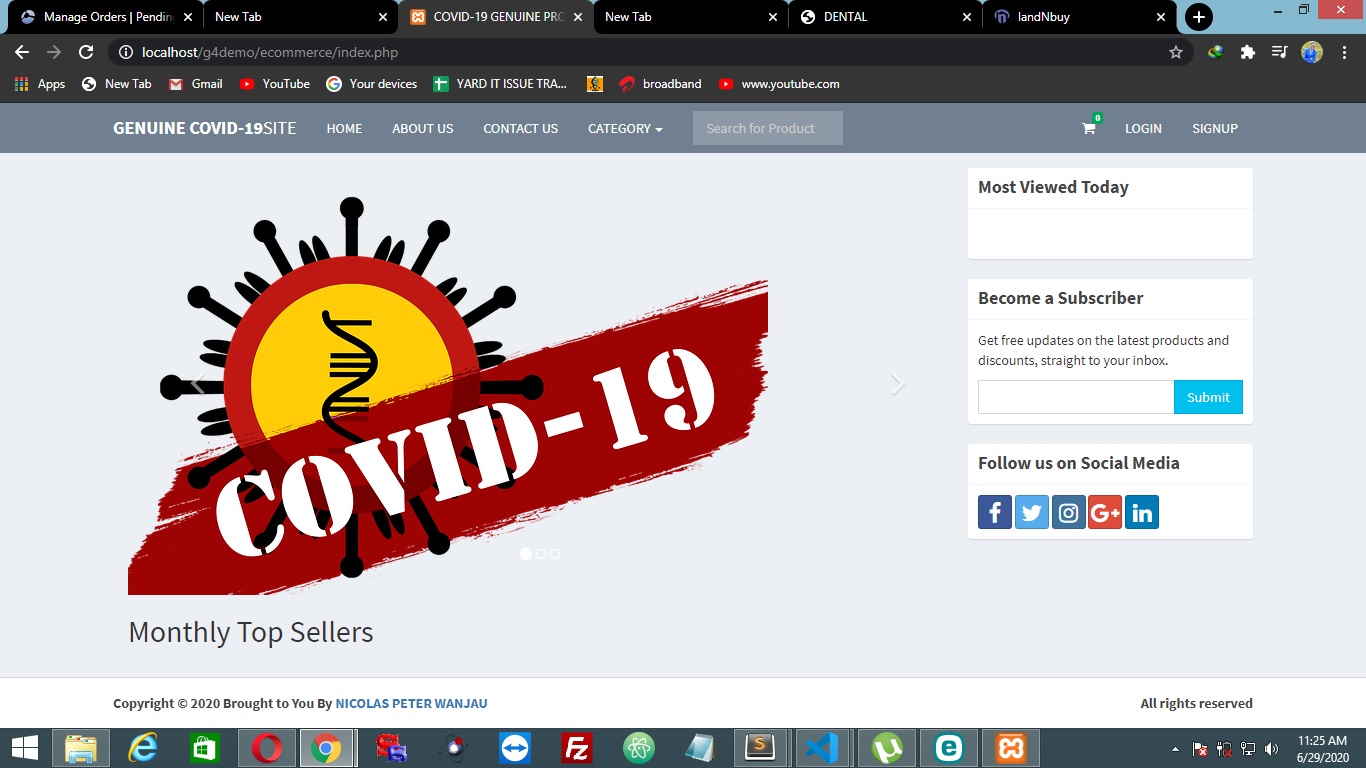 Manage Orders | Pendin
New Tab
COVID-19 GENUINE PRO
New Tab
DENTAL
landNbuy
localhost/g4demo/ecommerce/index.php
Apps
New Tab
Gmail
YouTube
Your devices
YARD IT ISSUE TRA...
broadband
www.youtube.com
GENUINE COVID-19SITE
HOME
ABOUT US
CONTACT US
CATEGORY
Search for Product
0
LOGIN
SIGNUP
COVID-19
Most Viewed Today
Become a Subscriber
Get free updates on the latest products and
discounts, straight to your inbox.
Submit
Follow us on Social Media
Monthly Top Sellers
Copyright © 2020 Brought to You By NICOLAS PETER WANJAU
All rights reserved
11:25 AM
6/29/2020